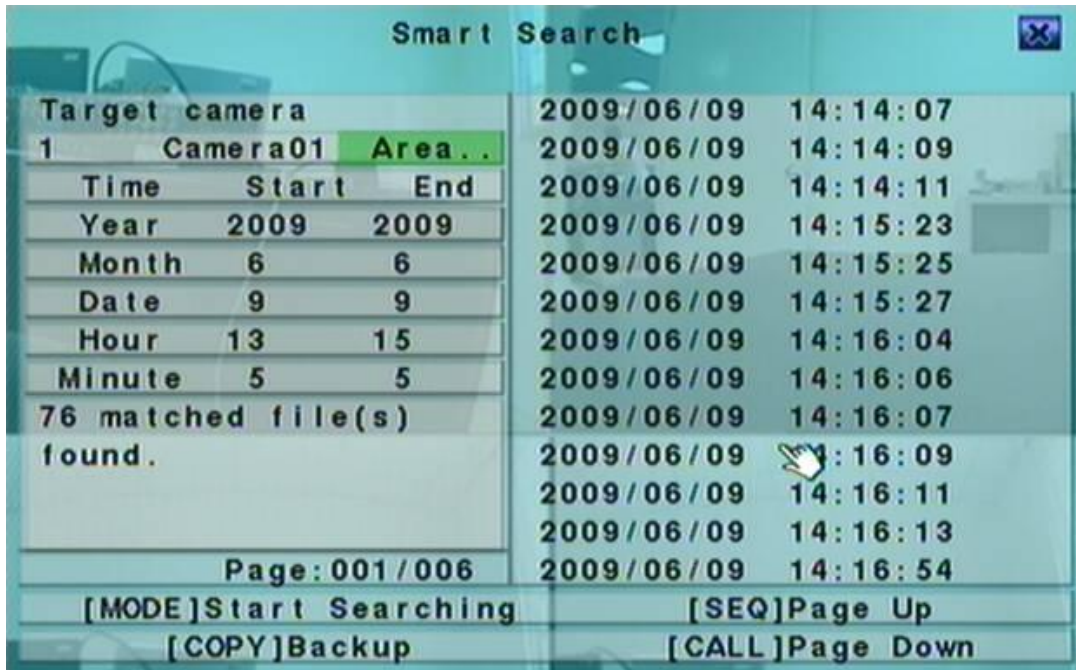 Smart Search
Target camera
1 Camera01 Area..
Time Start End
Year 2009 2009
Month 6 6
Date 9 9
Hour 13 15
Minute 5 5
76 matched file(s)
found.
Page:001/006
2009/06/09 14:14:07
2009/06/09 14:14:09
2009/06/09 14:14:11
2009/06/09 14:15:23
2009/06/09 14:15:25
2009/06/09 14:15:27
2009/06/09 14:16:04
2009/06/09 14:16:06
2009/06/09 14:16:07
2009/06/09 :16:09
2009/06/09 14:16:11
2009/06/09 14:16:13
2009/06/09 14:16:54
[MODE]Start Searching
[SEQ]Page Up
[COPY]Backup
[CALL]Page Down